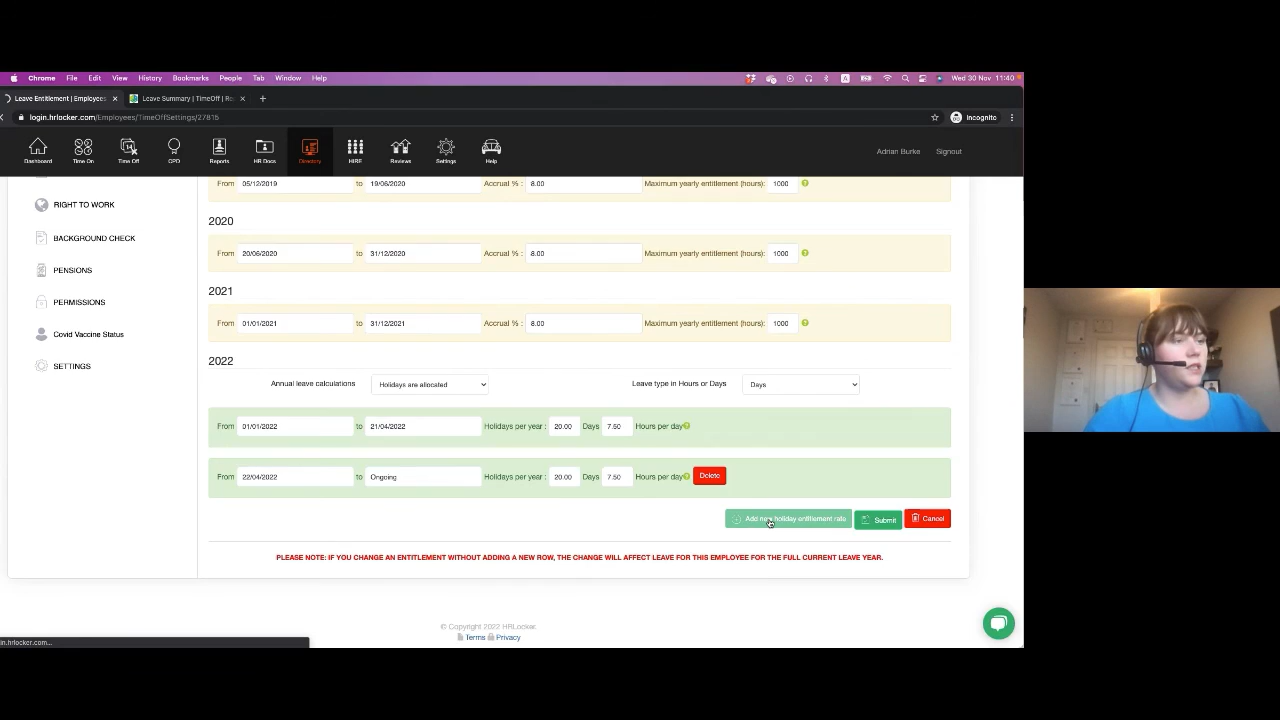 Chrome File Edit View History Bookmarks People Tab Window Help
A Wed 30 Nov 11:40
Leave Entitlement | Employees
Leave Summary | TimeOff | R
login.hrlocker.com/Employees/TimeOffSettings/27815
Incognito
Dashboard Time On Time Off CPD Reports HR Docs Directory HIRE Reviews Settings Help
Adrian Burke Signout
From 05/12/2019 to 19/06/2020 Accrual % : 8.00 Maximum yearly entitlement (hours): 1000
RIGHT TO WORK
2020
BACKGROUND CHECK
From 20/06/2020 to 31/12/2020 Accrual % : 8.00 Maximum yearly entitlement (hours): 1000
PENSIONS
2021
PERMISSIONS
From 01/01/2021 to 31/12/2021 Accrual % : 8.00 Maximum yearly entitlement (hours): 1000
Covid Vaccine Status
2022
SETTINGS
Annual leave calculations Holidays are allocated Leave type in Hours or Days Days
From 01/01/2022 to 21/04/2022 Holidays per year : 20.00 Days 7.50 Hours per day
From 22/04/2022 to Ongoing Holidays per year : 20.00 Days 7.50 Hours per day Delete
Add new holiday entitlement rate Submit Cancel
PLEASE NOTE: IF YOU CHANGE AN ENTITLEMENT WITHOUT ADDING A NEW ROW, THE CHANGE WILL AFFECT LEAVE FOR THIS EMPLOYEE FOR THE FULL CURRENT LEAVE YEAR.
© Copyright 2022 HRLocker.
Terms Privacy
in.hrlocker.com...